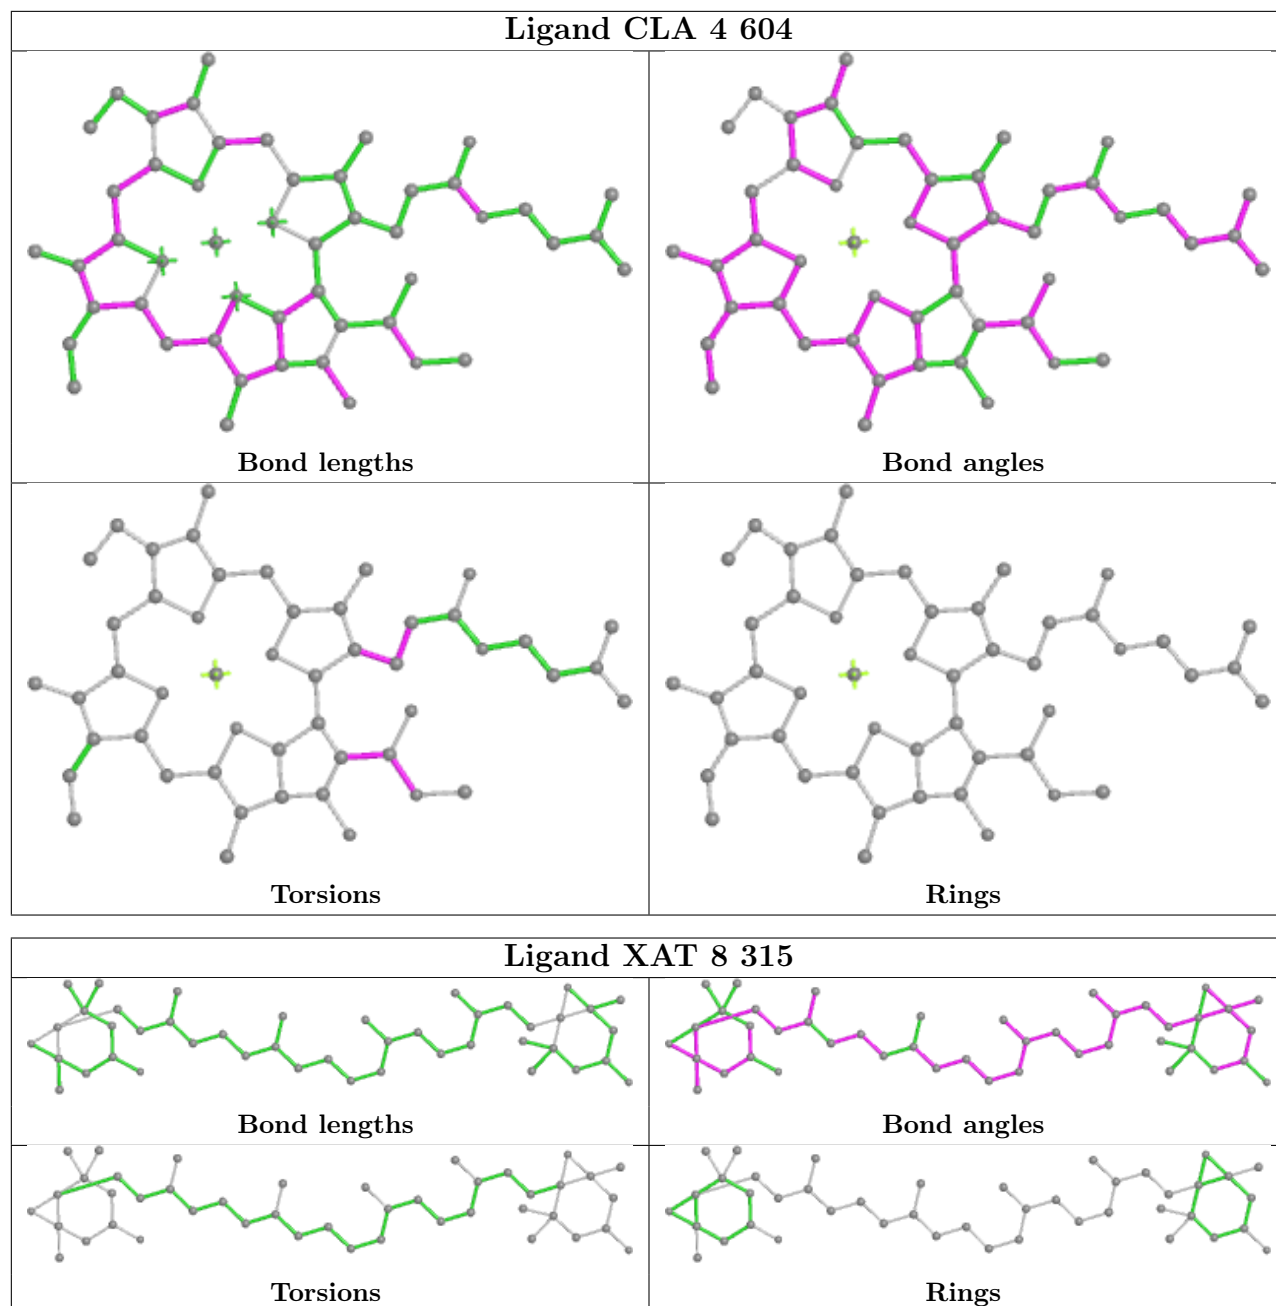 Ligand CLA 4 604
Bond lengths
Bond angles
Torsions
Rings
Ligand XAT 8 315
Bond lengths
Bond angles
Torsions
Rings